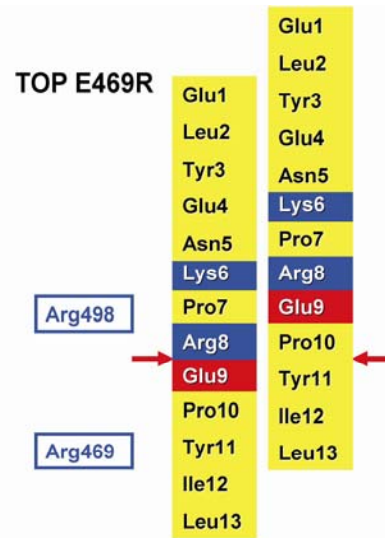 TOP E469R
Arg498
Arg469
Glu1
Leu2
Tyr3
Glu4
Asn5
Lys6
Pro7
Arg8
Glu9
Pro10
Tyr11
Ile12
Leu13
Glu1
Leu2
Tyr3
Glu4
Asn5
Lys6
Pro7
Arg8
Glu9
Pro10
Tyr11
Ile12
Leu13